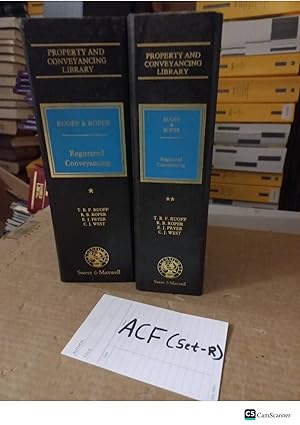 PROPERTY AND
CONVEYANCING
LIBRARY
RUOFF & ROPER
Registered
Conveyancing
*
T. B. F. RUOFF
R. B. ROPER
E. J. PRYER
C. J. WEST
Sweet & Maxwell
PROPERTY AND
CONVEYANCING
LIBRARY
RUOFF
&
ROPER
Registered
Conveyancing
**
T. B. F. RUOFF
R. B. ROPER
E. J. PRYER
C. J. WEST
Sweet & Maxwell
ACF (Set-R)
CS CamScanner